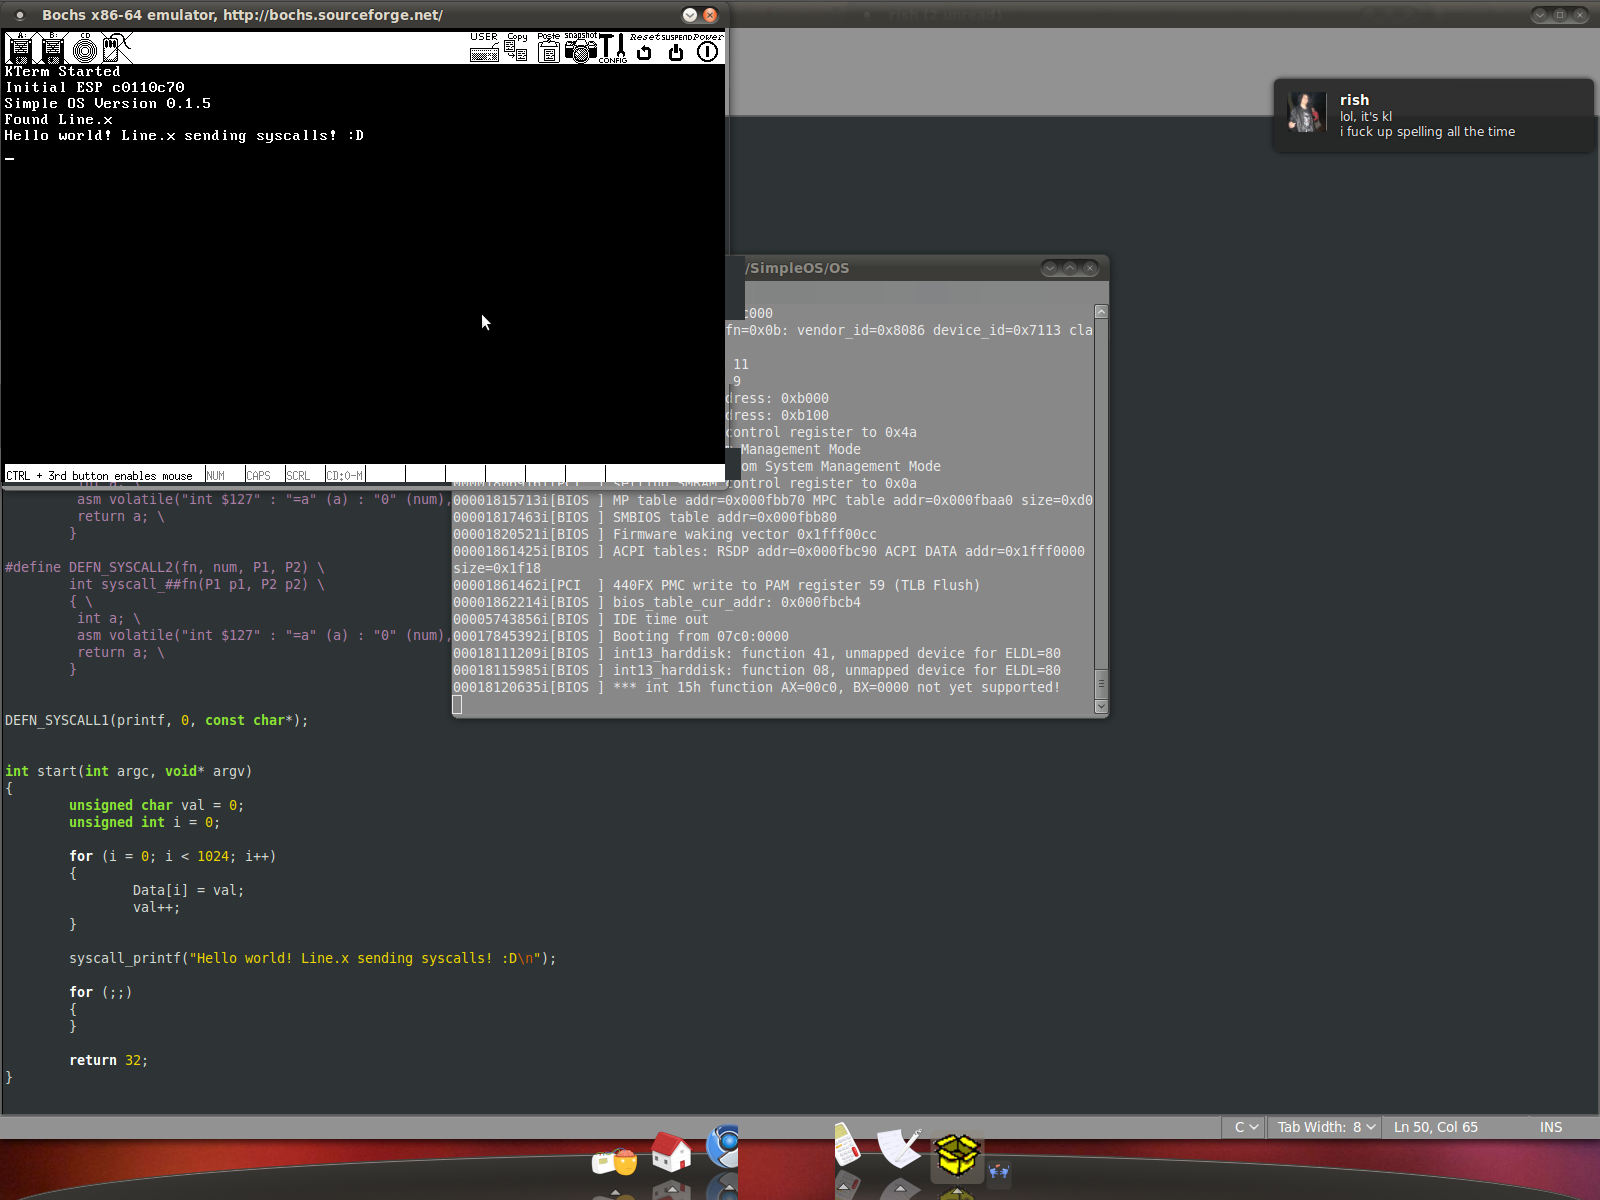 Bochs x86-64 emulator, http://bochs.sourceforge.net/
A:
B:
CD
USER
Copy
Paste
snapshot
CONFIG
Reset
SUSPEND
Power
KTerm Started
Initial ESP c0110c70
Simple OS Version 0.1.5
Found Line.x
Hello world! Line.x sending syscalls! :D
CTRL + 3rd button enables mouse
NUM
CAPS
SCRL
CD:0-M
rish (2 unread)
rish
lol, it's kl
i fuck up spelling all the time
/SimpleOS/OS
c000
fn=0x0b: vendor_id=0x8086 device_id=0x7113 cla
11
9
dress: 0xb000
dress: 0xb100
control register to 0x4a
Management Mode
om System Management Mode
control register to 0x0a
00001815713i[BIOS ] MP table addr=0x000fbb70 MPC table addr=0x000fbaa0 size=0xd0
00001817463i[BIOS ] SMBIOS table addr=0x000fbb80
00001820521i[BIOS ] Firmware waking vector 0x1fff00cc
00001861425i[BIOS ] ACPI tables: RSDP addr=0x000fbc90 ACPI DATA addr=0x1fff0000
size=0x1f18
00001861462i[PCI  ] 440FX PMC write to PAM register 59 (TLB Flush)
00001862214i[BIOS ] bios_table_cur_addr: 0x000fbcb4
00005743856i[BIOS ] IDE time out
00017845392i[BIOS ] Booting from 07c0:0000
00018111209i[BIOS ] int13_harddisk: function 41, unmapped device for ELDL=80
00018115985i[BIOS ] int13_harddisk: function 08, unmapped device for ELDL=80
00018120635i[BIOS ] *** int 15h function AX=00c0, BX=0000 not yet supported!
asm volatile("int $127" : "=a" (a) : "0" (num),
return a; \
}
#define DEFN_SYSCALL2(fn, num, P1, P2) \
int syscall_##fn(P1 p1, P2 p2) \
{ \
int a; \
asm volatile("int $127" : "=a" (a) : "0" (num),
return a; \
}
DEFN_SYSCALL1(printf, 0, const char*);
int start(int argc, void* argv)
{
unsigned char val = 0;
unsigned int i = 0;
for (i = 0; i < 1024; i++)
{
Data[i] = val;
val++;
}
syscall_printf("Hello world! Line.x sending syscalls! :D\n");
for (;;)
{
}
return 32;
}
C
Tab Width: 8
Ln 50, Col 65
INS